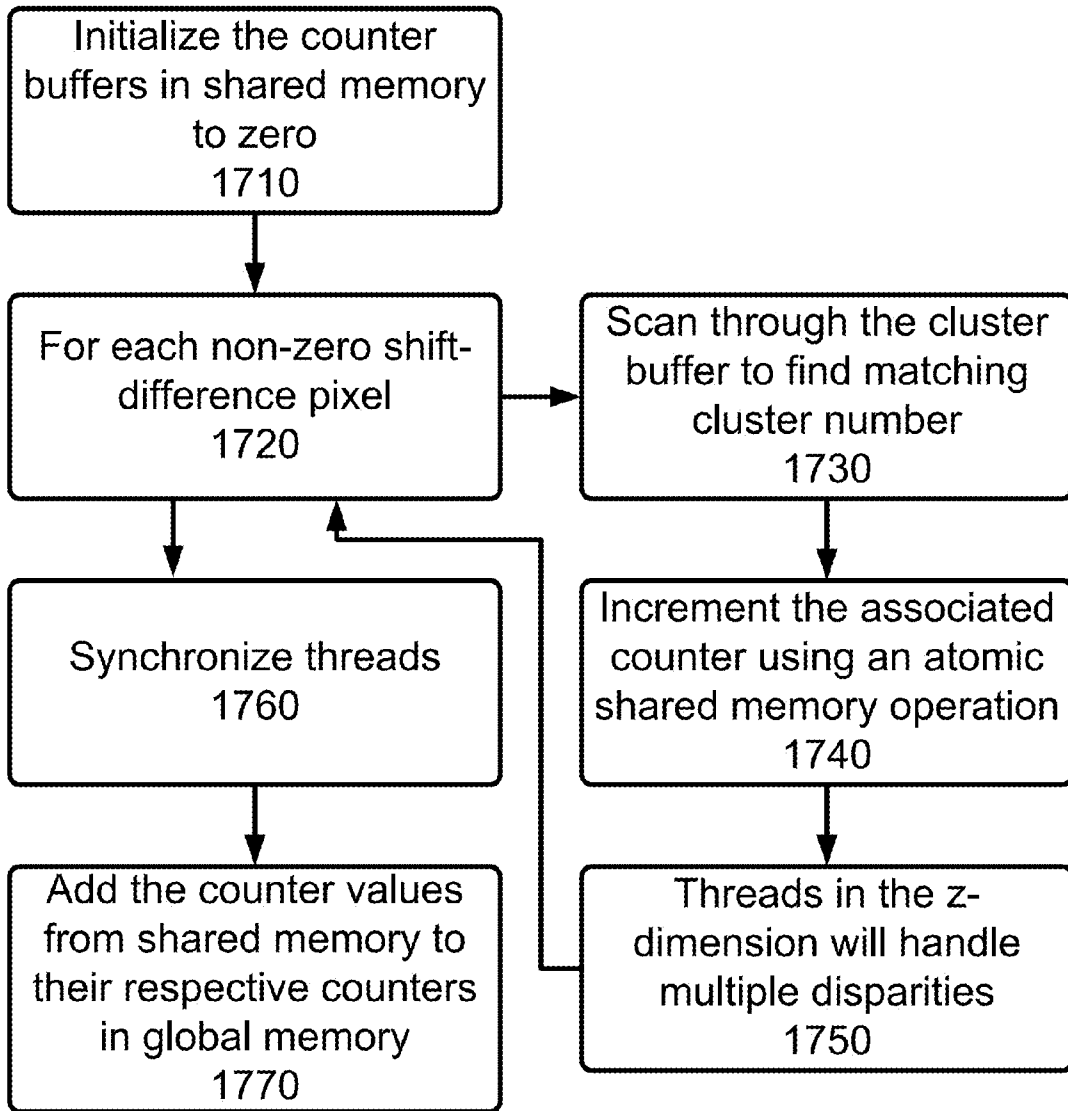 Initialize the counter
buffers in shared memory
to zero
1710
For each non-zero shift-
difference pixel
1720
Scan through the cluster
buffer to find matching
cluster number
1730
Increment the associated
counter using an atomic
shared memory operation
1740
Threads in the z-
dimension will handle
multiple disparities
1750
Synchronize threads
1760
Add the counter values
from shared memory to
their respective counters
in global memory
1770